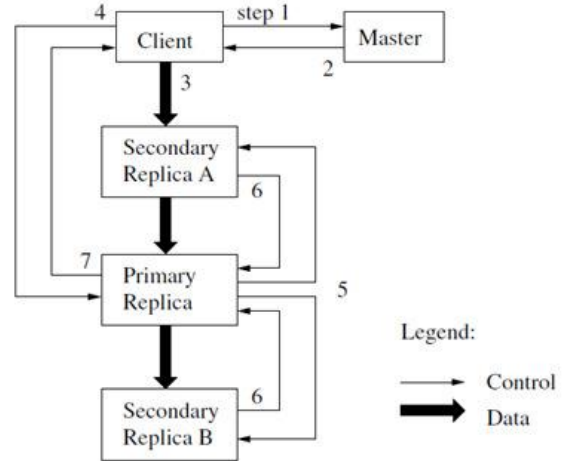 4
step 1
Client
Master
2
3
Secondary
Replica A
6
7
Primary
Replica
5
Legend:
6
Control
Secondary
Replica B
Data